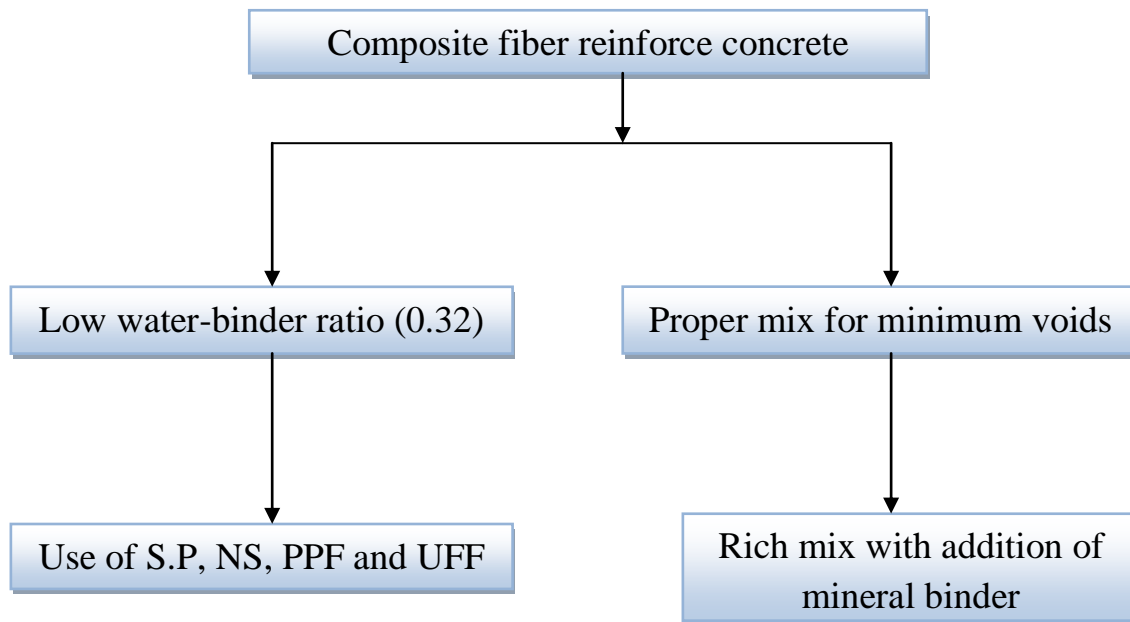 Composite fiber reinforce concrete
Low water-binder ratio (0.32)
Proper mix for minimum voids
Use of S.P, NS, PPF and UFF
Rich mix with addition of
mineral binder